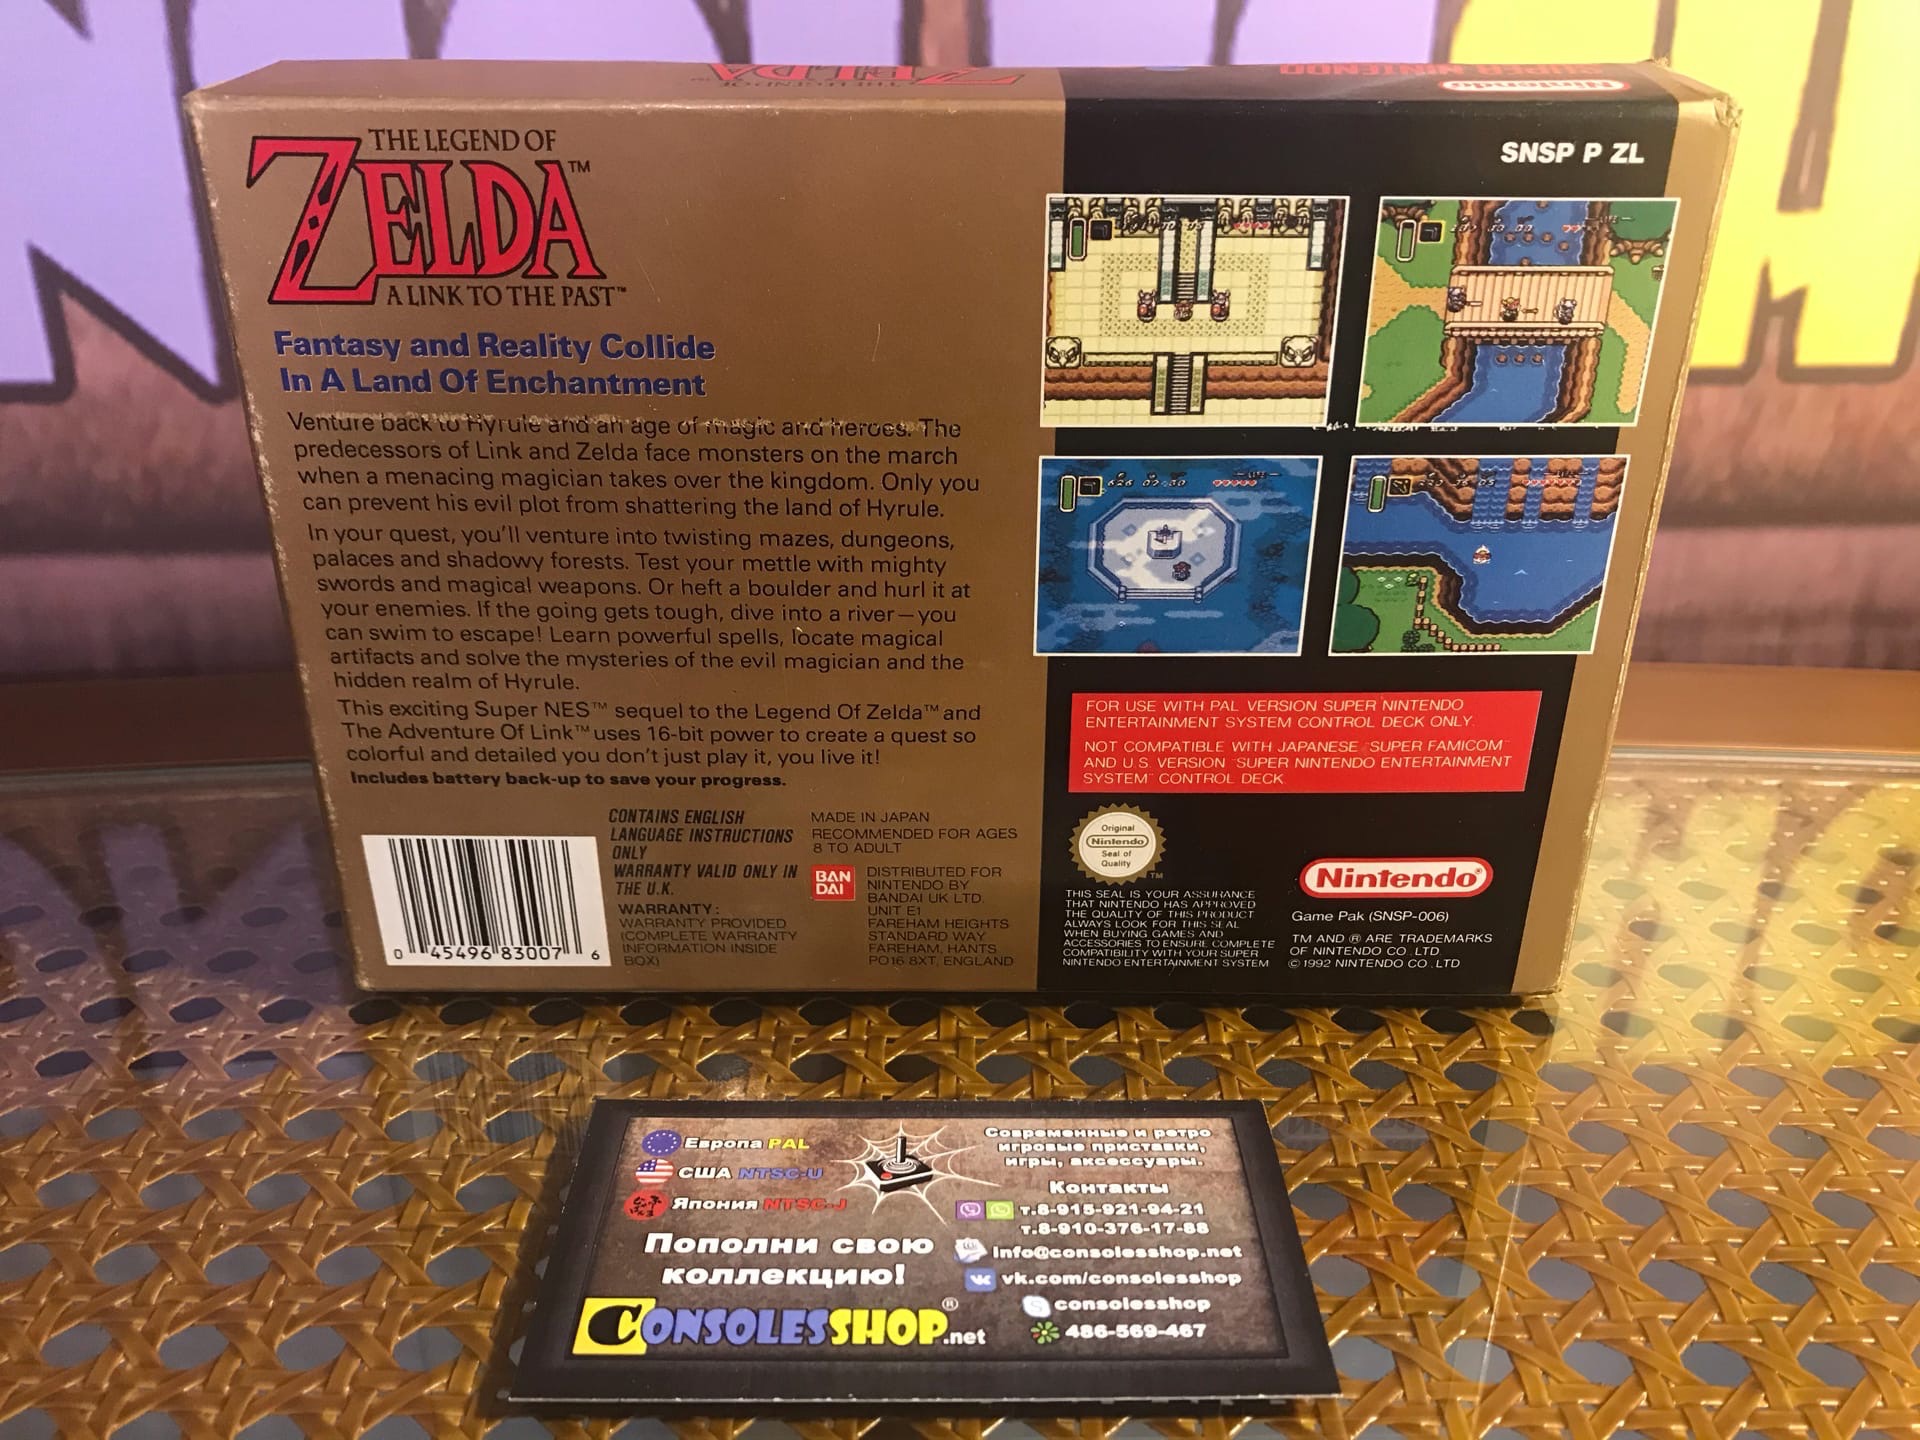 THE LEGEND OF
ZELDA™
A LINK TO THE PAST™
Fantasy and Reality Collide
In A Land Of Enchantment
Venture back to Hyrule and an age of magic and heroes. The
predecessors of Link and Zelda face monsters on the march
when a menacing magician takes over the kingdom. Only you
can prevent his evil plot from shattering the land of Hyrule.
In your quest, you'll venture into twisting mazes, dungeons,
palaces and shadowy forests. Test your mettle with mighty
swords and magical weapons. Or heft a boulder and hurl it at
your enemies. If the going gets tough, dive into a river—you
can swim to escape! Learn powerful spells, locate magical
artifacts and solve the mysteries of the evil magician and the
hidden realm of Hyrule.
This exciting Super NES™ sequel to the Legend Of Zelda™ and
The Adventure Of Link™ uses 16-bit power to create a quest so
colorful and detailed you don't just play it, you live it!
Includes battery back-up to save your progress.
0 45496 83007 6
CONTAINS ENGLISH
LANGUAGE INSTRUCTIONS
ONLY
WARRANTY VALID ONLY IN
THE U.K.
WARRANTY:
WARRANTY PROVIDED
(COMPLETE WARRANTY
INFORMATION INSIDE
BOX)
MADE IN JAPAN
RECOMMENDED FOR AGES
8 TO ADULT
BAN
DAI
DISTRIBUTED FOR
NINTENDO BY
BANDAI UK LTD.
UNIT E1
FAREHAM HEIGHTS
STANDARD WAY
FAREHAM, HANTS.
PO16 8XT, ENGLAND
SUPER NINTENDO
Nintendo
SNSP P ZL
FOR USE WITH PAL VERSION SUPER NINTENDO
ENTERTAINMENT SYSTEM CONTROL DECK ONLY.
NOT COMPATIBLE WITH JAPANESE "SUPER FAMICOM"
AND U.S. VERSION "SUPER NINTENDO ENTERTAINMENT
SYSTEM" CONTROL DECK
Original
Nintendo
Seal of
Quality
TM
THIS SEAL IS YOUR ASSURANCE
THAT NINTENDO HAS APPROVED
THE QUALITY OF THIS PRODUCT
ALWAYS LOOK FOR THIS SEAL
WHEN BUYING GAMES AND
ACCESSORIES TO ENSURE COMPLETE
COMPATIBILITY WITH YOUR SUPER
NINTENDO ENTERTAINMENT SYSTEM
Nintendo®
Game Pak (SNSP-006)
TM AND ® ARE TRADEMARKS
OF NINTENDO CO., LTD.
© 1992 NINTENDO CO., LTD
Европа PAL
США NTSC-U
Япония NTSC-J
Пополни свою
коллекцию!
CONSOLESSHOP®.net
Современные и ретро
игровые приставки,
игры, аксессуары.
Контакты
т.8-915-921-94-21
т.8-910-376-17-88
info@consolesshop.net
vk.com/consolesshop
consolesshop
486-569-467